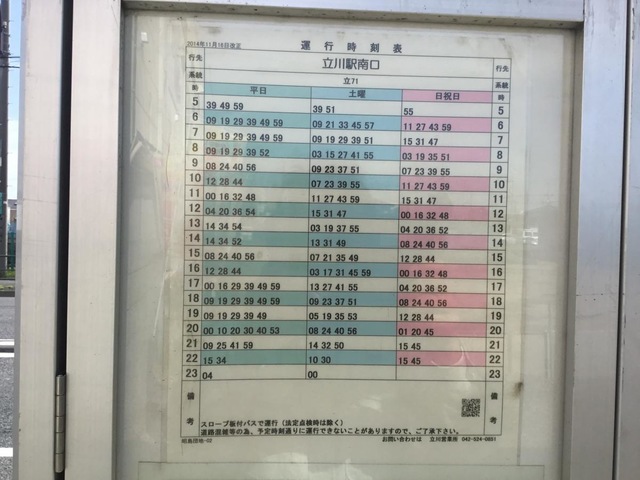 2014年11月16日改正 運行時刻表
行先 立川駅南口 行先
系統 立71 系統
時 平日 土曜 日祝日 時
5 39 49 59 39 51 55 5
6 09 19 29 39 49 59 09 21 33 45 57 11 27 43 59 6
7 09 19 29 39 49 59 09 19 29 39 51 15 31 47 7
8 09 19 29 39 52 03 15 27 41 55 03 19 35 51 8
9 08 24 40 56 09 23 37 51 07 23 39 55 9
10 12 28 44 07 23 39 55 11 27 43 59 10
11 00 16 32 48 11 27 43 59 15 31 47 11
12 04 20 36 54 15 31 47 00 16 32 48 12
13 14 34 54 03 19 37 55 04 20 36 52 13
14 14 34 52 13 31 49 08 24 40 56 14
15 08 24 40 56 07 21 35 49 12 28 44 15
16 12 28 44 03 17 31 45 59 00 16 32 48 16
17 00 16 29 39 49 59 13 27 41 55 04 20 36 52 17
18 09 19 29 39 49 59 09 23 37 51 08 24 40 56 18
19 09 19 29 39 49 59 05 19 35 53 12 28 44 19
20 00 10 20 30 40 53 08 24 40 56 01 20 45 20
21 09 25 41 59 14 32 50 15 45 21
22 15 34 10 30 15 45 22
23 04 00 23
備考 備考
スロープ板付バスで運行(法定点検時は除く)
道路混雑等の為、予定時刻通りに運行できないことがありますので、ご了承下さい。
昭島団地-02 お問い合わせは 立川営業所 042-524-0801